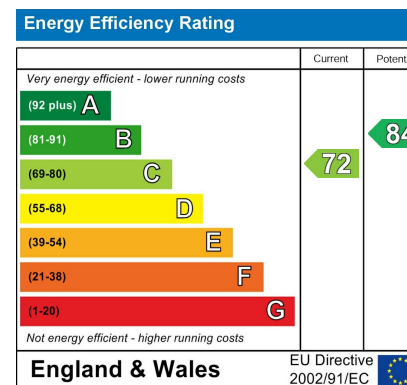 Energy Efficiency Rating
Current
Very energy efficient - lower running costs
(92 plus) A
(81-91) B
84
(69-80) C
72
(55-68) D
(39-54) E
(21-38) F
(1-20) G
Not energy efficient - higher running costs
England & Wales
EU Directive
2002/91/EC